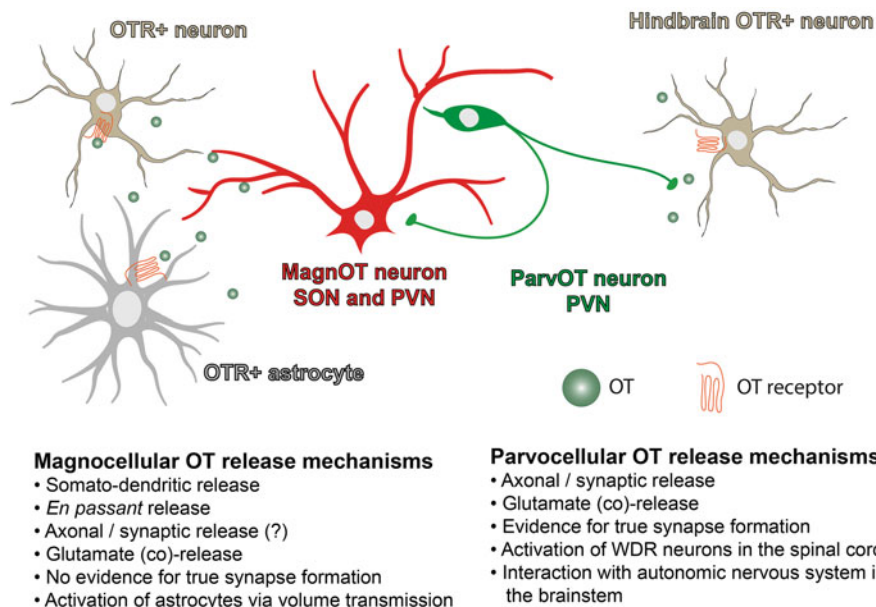 OTR+ neuron
Hindbrain OTR+ neuron
MagnOT neuron
SON and PVN
ParvOT neuron
PVN
OTR+ astrocyte
OT
OT receptor
Magnocellular OT release mechanisms
• Somato-dendritic release
• En passant release
• Axonal / synaptic release (?)
• Glutamate (co)-release
• No evidence for true synapse formation
• Activation of astrocytes via volume transmission
Parvocellular OT release mechanisms
• Axonal / synaptic release
• Glutamate (co)-release
• Evidence for true synapse formation
• Activation of WDR neurons in the spinal cord
• Interaction with autonomic nervous system i
the brainstem